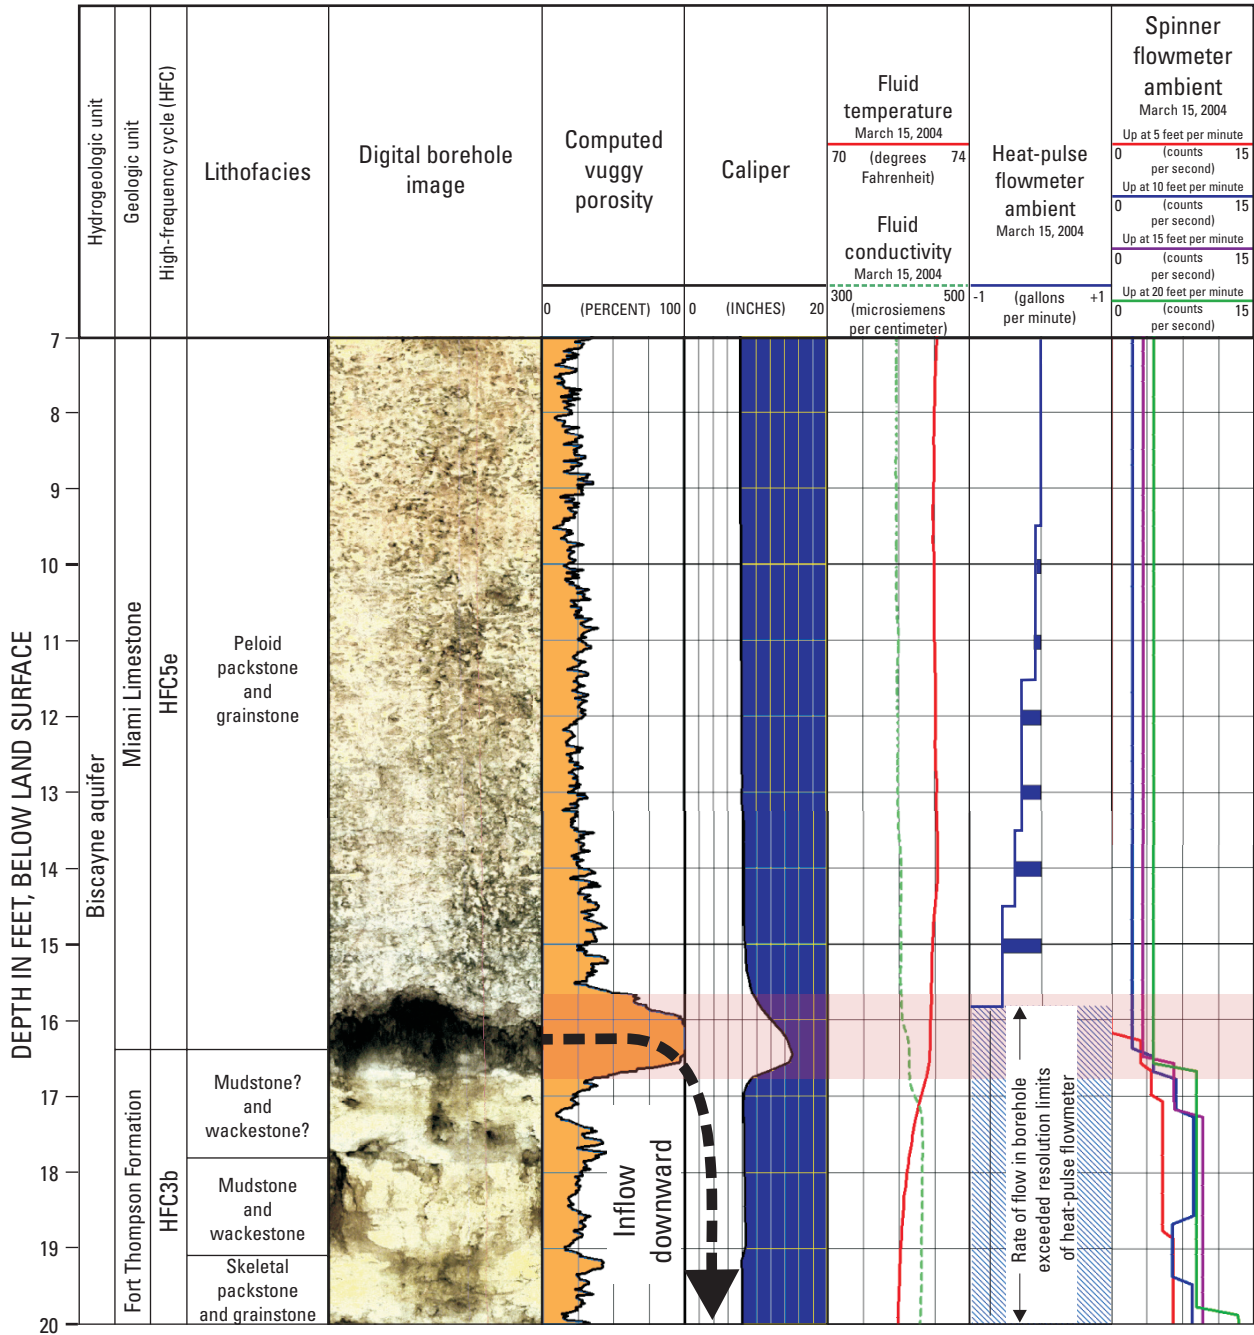 Hydrogeologic unit
Geologic unit
High-frequency cycle (HFC)
Lithofacies
Digital borehole
image
Computed
vuggy
porosity
0 (PERCENT) 100
Caliper
0 (INCHES) 20
Fluid
temperature
March 15, 2004
70 (degrees 74
Fahrenheit)
Fluid
conductivity
March 15, 2004
300 500
(microsiemens
per centimeter)
Heat-pulse
flowmeter
ambient
March 15, 2004
-1 (gallons +1
per minute)
Spinner
flowmeter
ambient
March 15, 2004
Up at 5 feet per minute
0 (counts 15
per second)
Up at 10 feet per minute
0 (counts 15
per second)
Up at 15 feet per minute
0 (counts 15
per second)
Up at 20 feet per minute
0 (counts 15
per second)
DEPTH IN FEET, BELOW LAND SURFACE
7
8
9
10
11
12
13
14
15
16
17
18
19
20
Biscayne aquifer
Miami Limestone
Fort Thompson Formation
HFC5e
HFC3b
Peloid
packstone
and
grainstone
Mudstone?
and
wackestone?
Mudstone
and
wackestone
Skeletal
packstone
and grainstone
Inflow
downward
Rate of flow in borehole
exceeded resolution limits
of heat-pulse flowmeter